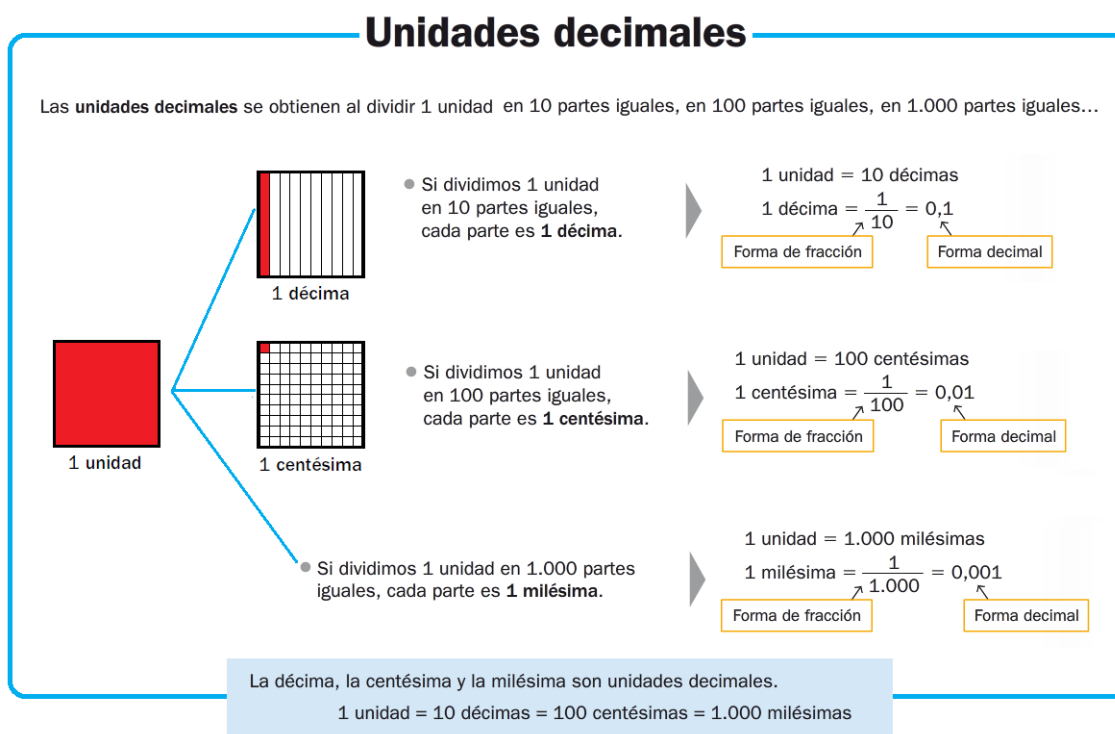 Unidades decimales
Las unidades decimales se obtienen al dividir 1 unidad en 10 partes iguales, en 100 partes iguales, en 1.000 partes iguales...
1 unidad
1 décima
Si dividimos 1 unidad
en 10 partes iguales,
cada parte es 1 décima.
1 unidad = 10 décimas
1 décima = 1/10 = 0,1
Forma de fracción
Forma decimal
1 centésima
Si dividimos 1 unidad
en 100 partes iguales,
cada parte es 1 centésima.
1 unidad = 100 centésimas
1 centésima = 1/100 = 0,01
Forma de fracción
Forma decimal
Si dividimos 1 unidad en 1.000 partes
iguales, cada parte es 1 milésima.
1 unidad = 1.000 milésimas
1 milésima = 1/1.000 = 0,001
Forma de fracción
Forma decimal
La décima, la centésima y la milésima son unidades decimales.
1 unidad = 10 décimas = 100 centésimas = 1.000 milésimas